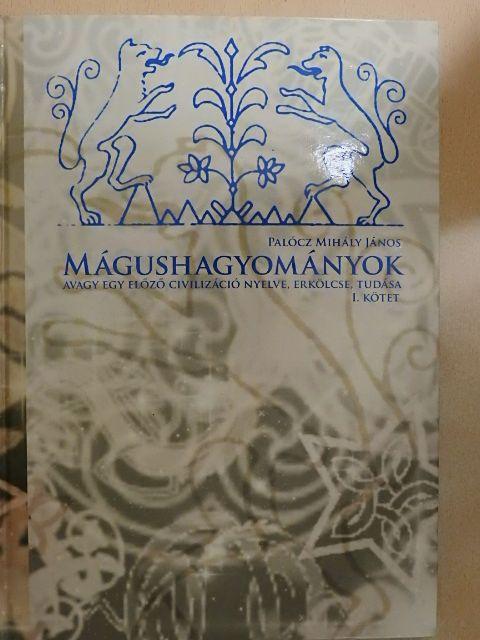 Palócz Mihály János
Mágushagyományok
avagy egy előző civilizáció nyelve, erkölcse, tudása
I. kötet